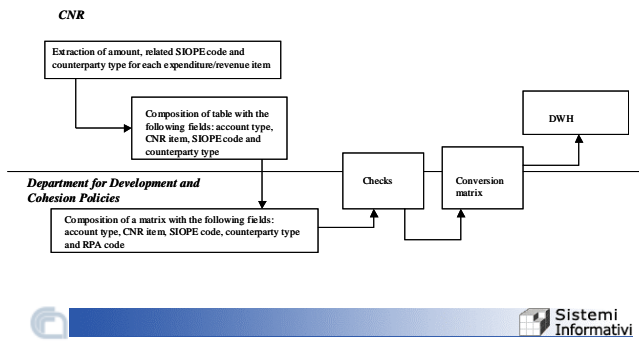 CNR
Extraction of amount, related SIOPE code and
counterparty type for each expenditure/revenue item
Composition of table with the
following fields: account type,
CNR item, SIOPE code and
counterparty type
DWH
Department for Development and
Cohesion Policies
Checks
Conversion
matrix
Composition of a matrix with the following fields:
account type, CNR item, SIOPE code, counterparty type
and RPA code
Sistemi
Informativi